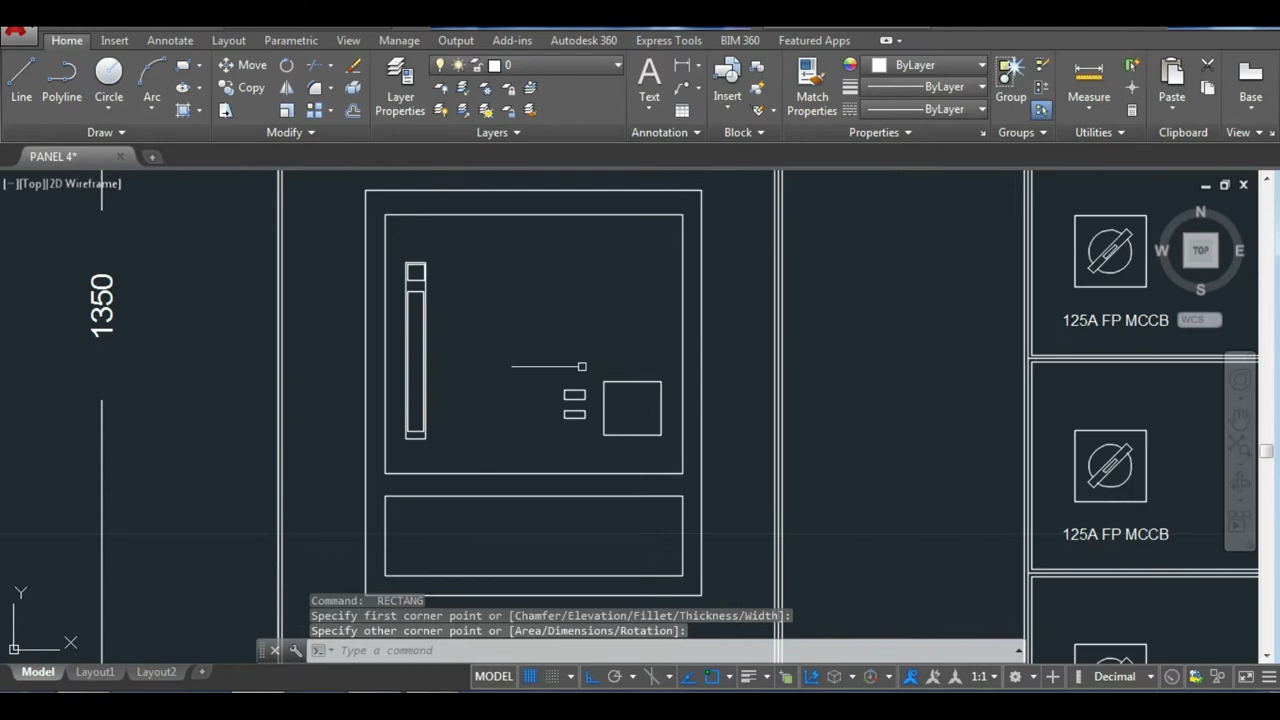 Home Insert Annotate Layout Parametric View Manage Output Add-ins Autodesk 360 Express Tools BIM 360 Featured Apps
Move
0
ByLayer
Copy
ByLayer
ByLayer
Line Polyline Circle Arc
Layer
Properties
Text
Insert
Match
Properties
Group
Measure
Paste
Base
Draw Modify Layers Annotation Block Properties Groups Utilities Clipboard View
PANEL 4*
[−][Top][2D Wireframe]
N
W TOP E
S
WCS
1350
125A FP MCCB
125A FP MCCB
Y
X
Command: RECTANG
Specify first corner point or [Chamfer/Elevation/Fillet/Thickness/Width]:
Specify other corner point or [Area/Dimensions/Rotation]:
Type a command
Model Layout1 Layout2
MODEL
1:1
Decimal